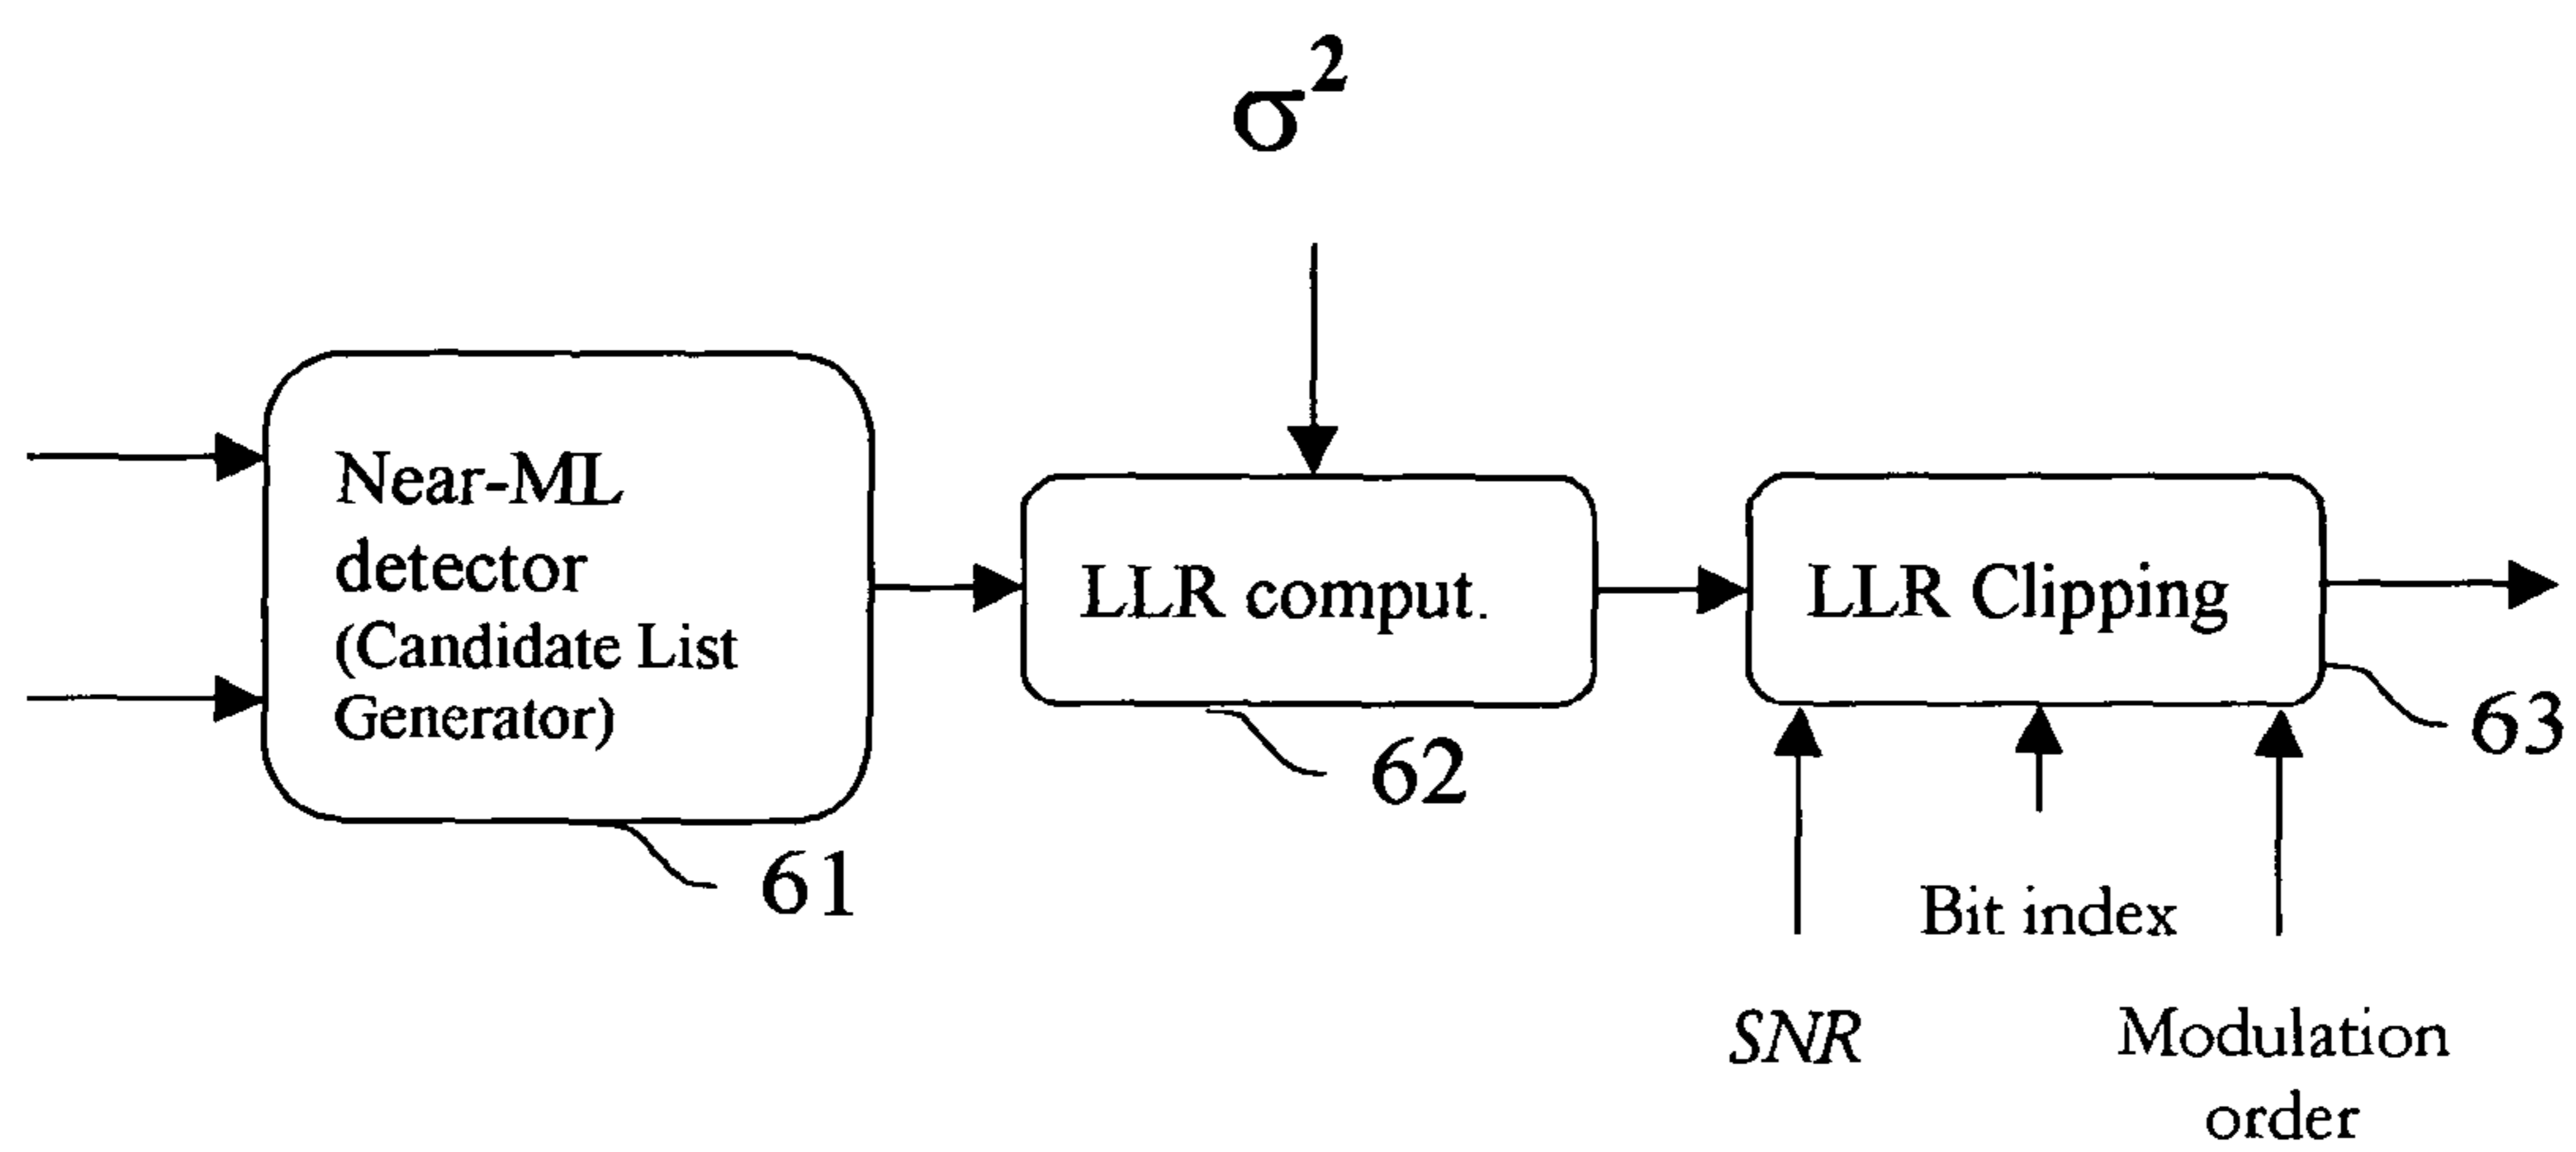 σ²
Near-ML
detector
(Candidate List
Generator)
LLR comput.
LLR Clipping
61
62
63
Bit index
SNR
Modulation
order